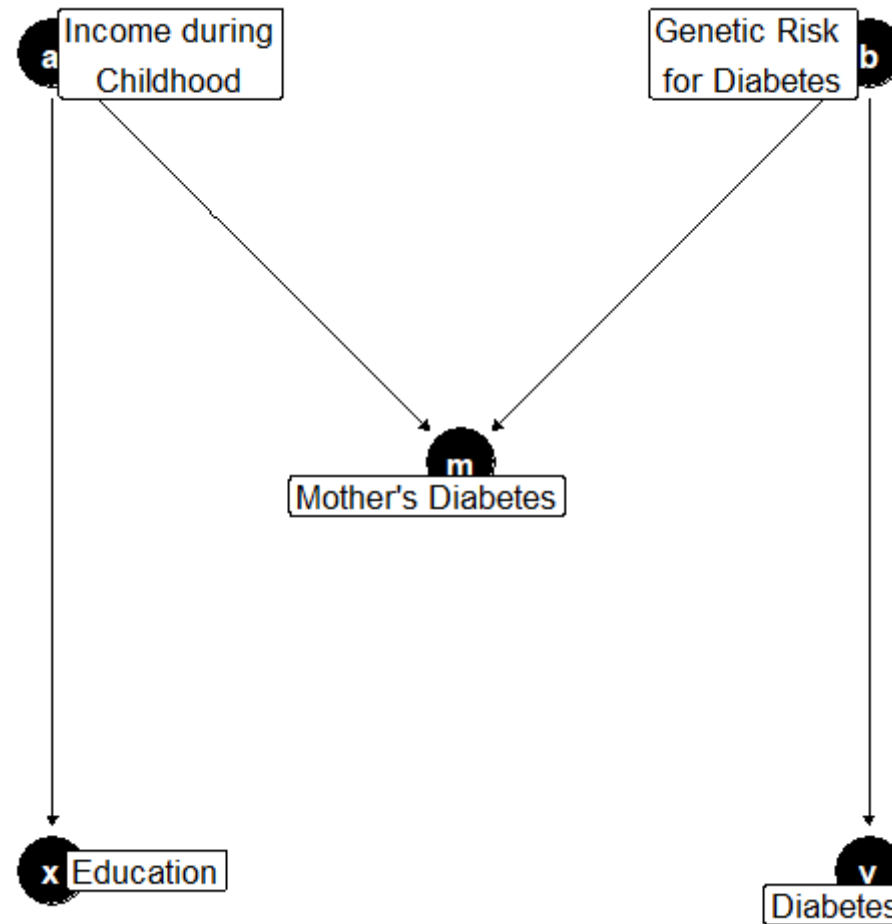 a
Income during
Childhood
Genetic Risk
for Diabetes
b
m
Mother's Diabetes
x
Education
y
Diabetes